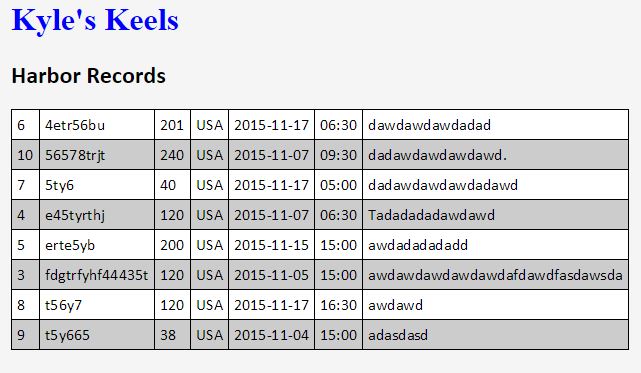 Kyle's Keels
Harbor Records
6 4etr56bu 201 USA 2015-11-17 06:30 dawdawdawdadad
10 56578trjt 240 USA 2015-11-07 09:30 dadawdawdawdawd.
7 5ty6 40 USA 2015-11-17 05:00 dadawdawdawdadawd
4 e45tyrthj 120 USA 2015-11-07 06:30 Tadadadadawdawd
5 erte5yb 200 USA 2015-11-15 15:00 awdadadadadd
3 fdgtrfyhf44435t 120 USA 2015-11-05 15:00 awdawdawdawdawdafdawdfasdawsda
8 t56y7 120 USA 2015-11-17 16:30 awdawd
9 t5y665 38 USA 2015-11-04 15:00 adasdasd